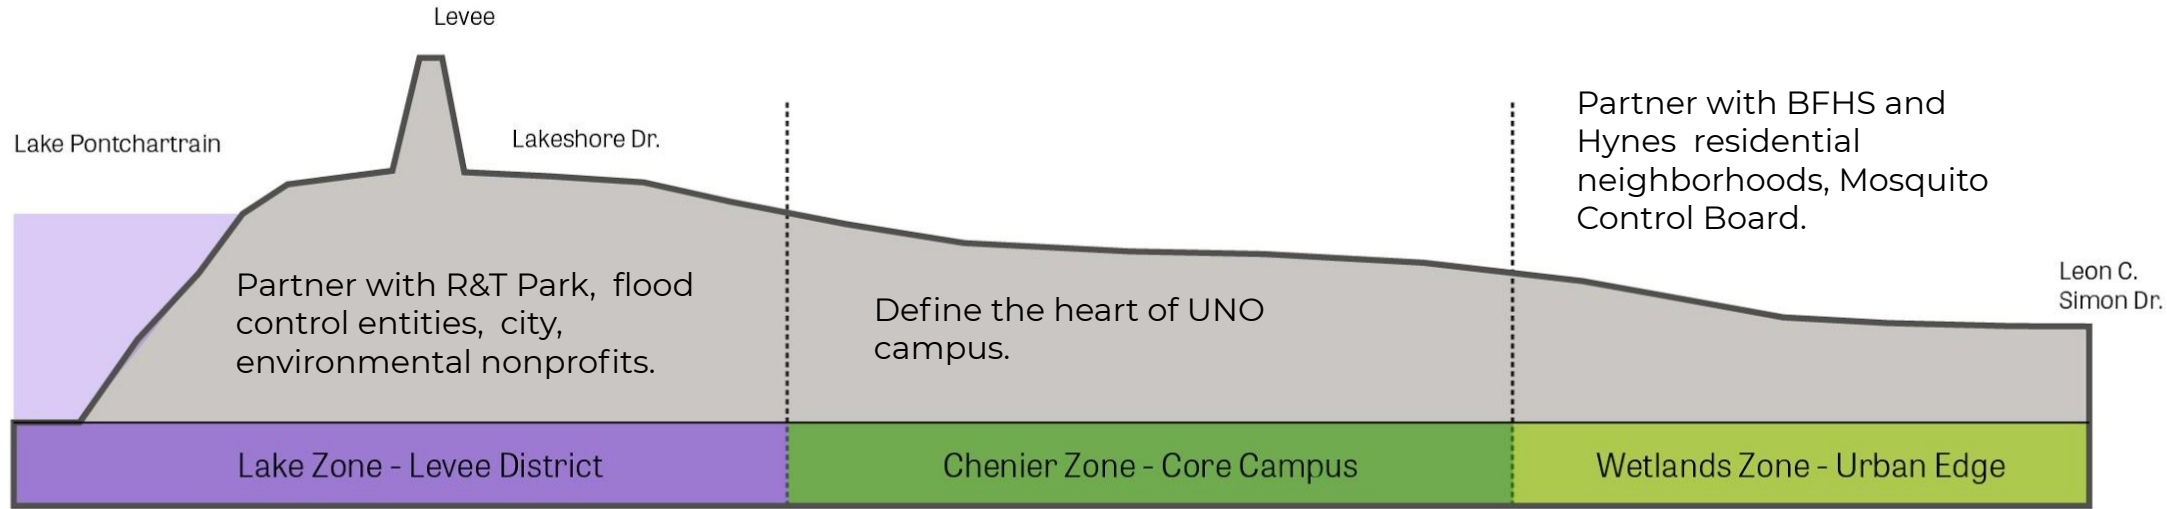 Levee
Lake Pontchartrain
Lakeshore Dr.
Partner with BFHS and
Hynes  residential
neighborhoods, Mosquito
Control Board.
Leon C.
Simon Dr.
Partner with R&T Park,  flood
control entities,  city,
environmental nonprofits.
Define the heart of UNO
campus.
Lake Zone - Levee District
Chenier Zone - Core Campus
Wetlands Zone - Urban Edge